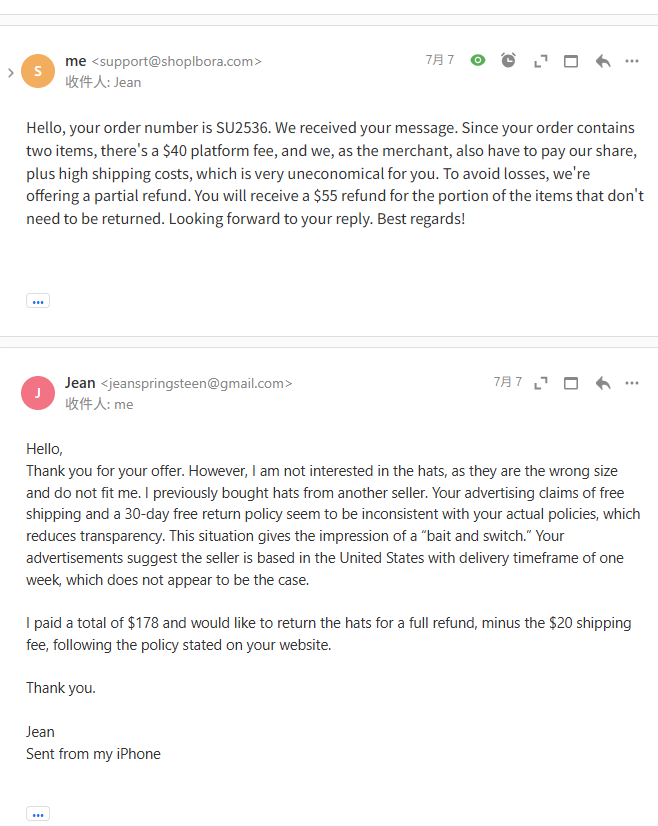 S
me <support@shoplbora.com>
7月 7
收件人: Jean
Hello, your order number is SU2536. We received your message. Since your order contains
two items, there's a $40 platform fee, and we, as the merchant, also have to pay our share,
plus high shipping costs, which is very uneconomical for you. To avoid losses, we're
offering a partial refund. You will receive a $55 refund for the portion of the items that don't
need to be returned. Looking forward to your reply. Best regards!
...
J
Jean <jeanspringsteen@gmail.com>
7月 7
收件人: me
Hello,
Thank you for your offer. However, I am not interested in the hats, as they are the wrong size
and do not fit me. I previously bought hats from another seller. Your advertising claims of free
shipping and a 30-day free return policy seem to be inconsistent with your actual policies, which
reduces transparency. This situation gives the impression of a “bait and switch.” Your
advertisements suggest the seller is based in the United States with delivery timeframe of one
week, which does not appear to be the case.
I paid a total of $178 and would like to return the hats for a full refund, minus the $20 shipping
fee, following the policy stated on your website.
Thank you.
Jean
Sent from my iPhone
...